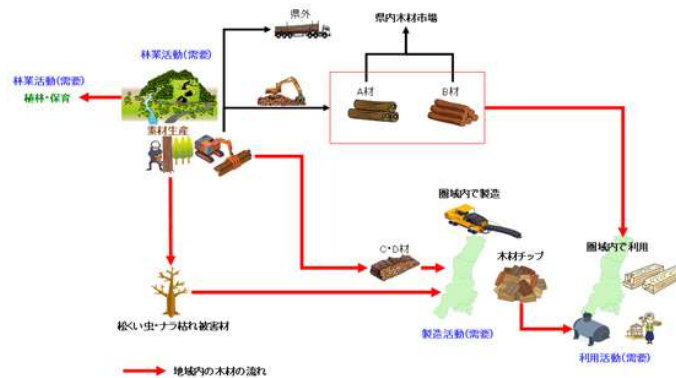 県外
県内木材市場
林業活動(需要)
林業活動(需要)
植林・保育
A材
B材
素材生産
圏域内で製造
C・D材
木材チップ
圏域内で利用
松くい虫・ナラ枯れ被害材
製造活動(需要)
利用活動(需要)
地域内の木材の流れ